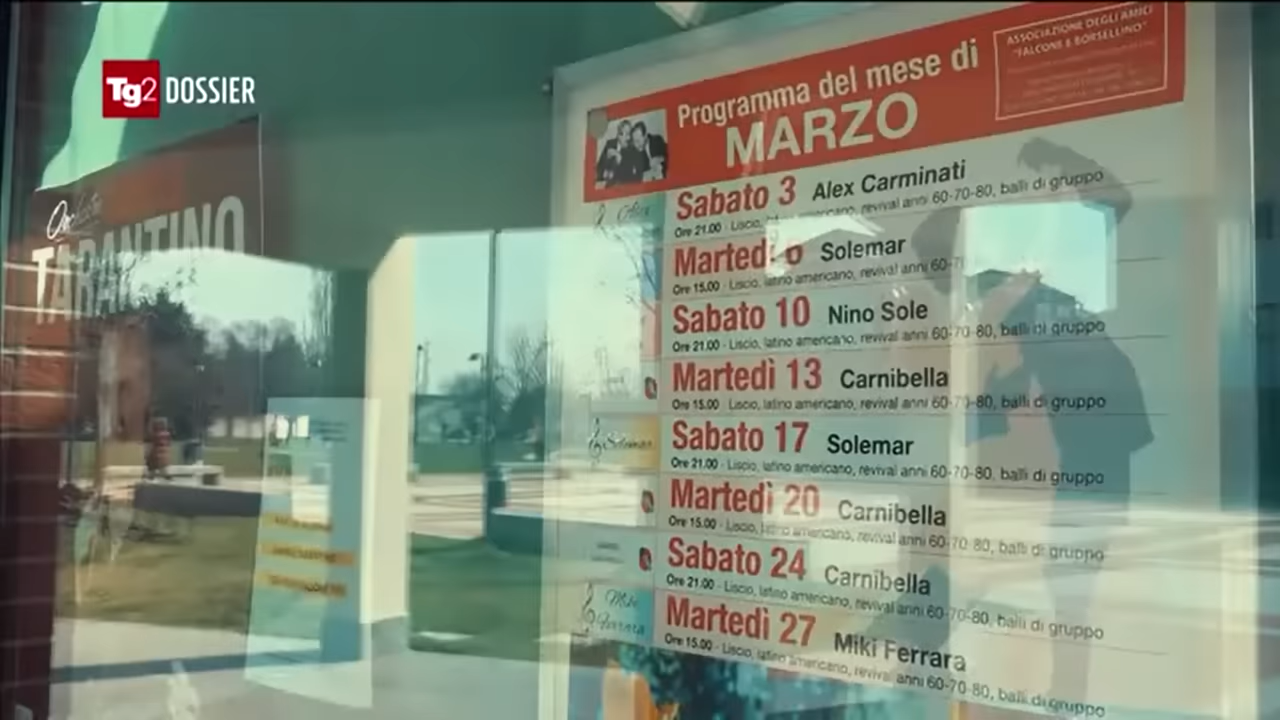 Tg2 DOSSIER
ASSOCIAZIONE DEGLI AMICI
"FALCONE E BORSELLINO"
Programma del mese di
MARZO
Sabato 3 Alex Carminati
Ore 21.00 - Liscio, latino americano, revival anni 60-70-80, balli di gruppo
Martedì 6 Solemar
Ore 15.00 - Liscio, latino americano, revival anni 60-70
Sabato 10 Nino Sole
Ore 21.00 - Liscio, latino americano, revival anni 60-70-80, balli di gruppo
Martedì 13 Carnibella
Ore 15.00 - Liscio, latino americano, revival anni 60-70-80, balli di gruppo
Sabato 17 Solemar
Ore 21.00 - Liscio, latino americano, revival anni 60-70-80, balli di gruppo
Martedì 20 Carnibella
Ore 15.00 - Liscio, latino americano, revival anni 60-70-80, balli di gruppo
Sabato 24 Carnibella
Ore 21.00 - Liscio, latino americano, revival anni 60-70-80, balli di gruppo
Martedì 27 Miki Ferrara
Ore 15.00 - Liscio, latino americano, revival anni 60-70-80, balli di gruppo
TARANTINO
Solemar